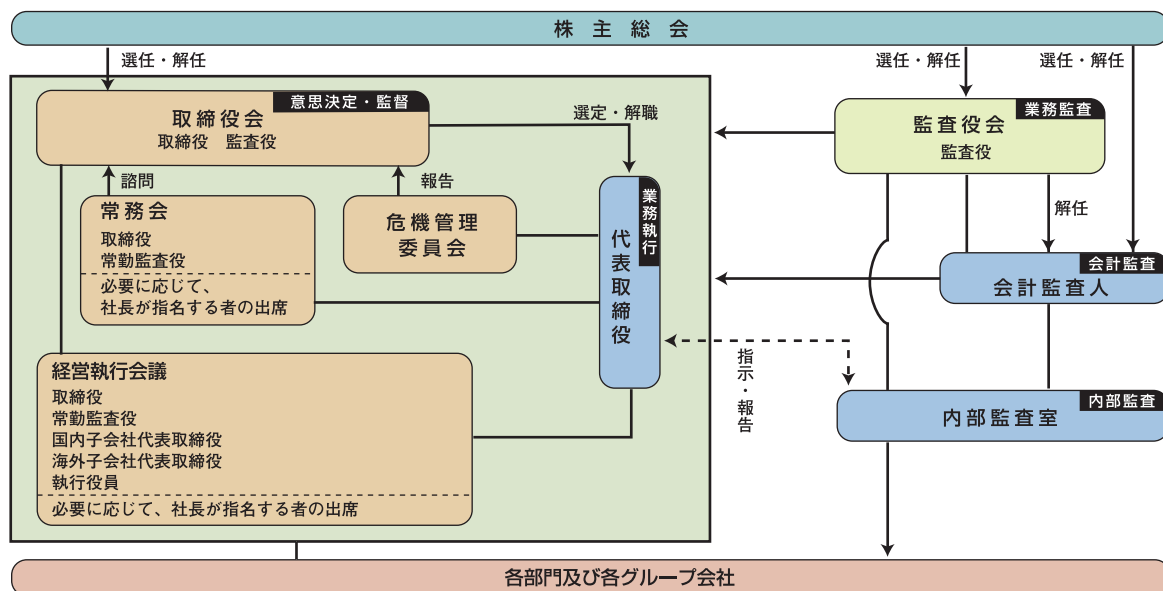 株主総会
選任・解任
選任・解任
選任・解任
意思決定・監督
取締役会
取締役　監査役
選定・解職
業務監査
監査役会
監査役
諮問
報告
常務会
取締役
常勤監査役
必要に応じて、
社長が指名する者の出席
危機管理
委員会
業務執行
代表取締役
解任
会計監査
会計監査人
指示・報告
経営執行会議
取締役
常勤監査役
国内子会社代表取締役
海外子会社代表取締役
執行役員
必要に応じて、社長が指名する者の出席
内部監査
内部監査室
各部門及び各グループ会社